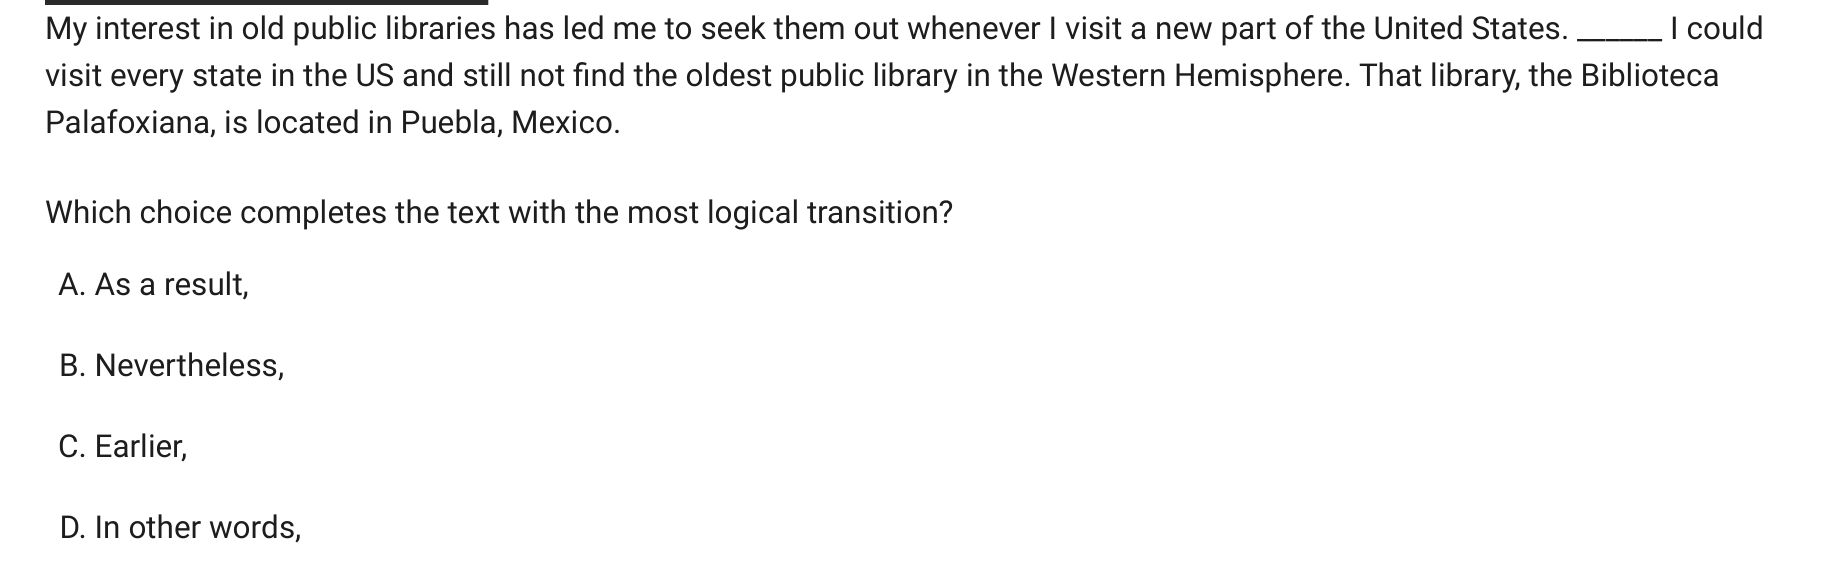 My interest in old public libraries has led me to seek them out whenever I visit a new part of the United States. ______ I could
visit every state in the US and still not find the oldest public library in the Western Hemisphere. That library, the Biblioteca
Palafoxiana, is located in Puebla, Mexico.
Which choice completes the text with the most logical transition?
A. As a result,
B. Nevertheless,
C. Earlier,
D. In other words,